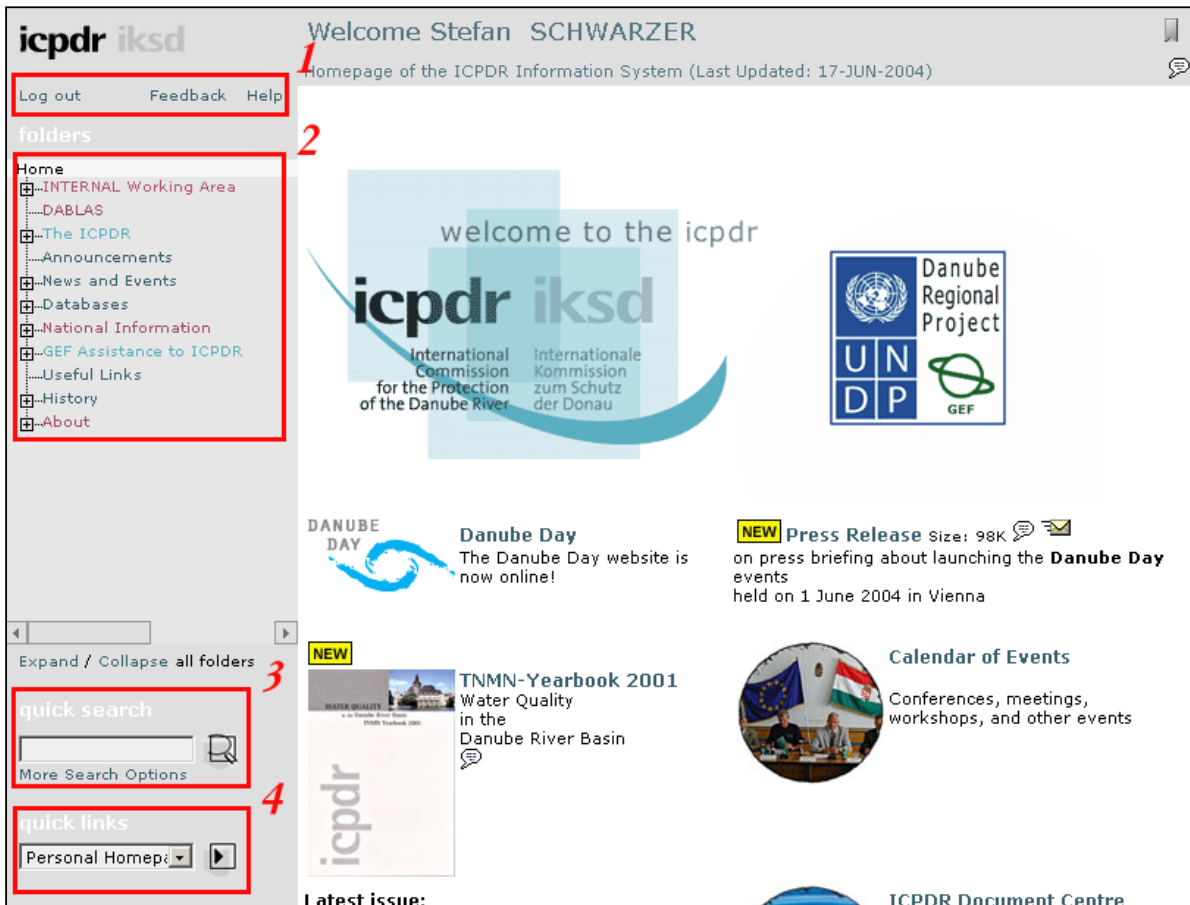 icpdr iksd
Log out Feedback Help
1
folders
2
Home
INTERNAL Working Area
DABLAS
The ICPDR
Announcements
News and Events
Databases
National Information
GEF Assistance to ICPDR
Useful Links
History
About
Expand / Collapse all folders
3
quick search
More Search Options
4
quick links
Personal Homepa
Welcome Stefan SCHWARZER
Homepage of the ICPDR Information System (Last Updated: 17-JUN-2004)
welcome to the icpdr
icpdr iksd
International Internationale
Commission Kommission
for the Protection zum Schutz
of the Danube River der Donau
Danube
Regional
Project
U N
D P
GEF
DANUBE
DAY
Danube Day
The Danube Day website is
now online!
NEW Press Release Size: 98K
on press briefing about launching the Danube Day
events
held on 1 June 2004 in Vienna
NEW
WATER QUALITY
in the Danube River Basin
TNMN Yearbook 2001
icpdr
TNMN-Yearbook 2001
Water Quality
in the
Danube River Basin
Calendar of Events
Conferences, meetings,
workshops, and other events
Latest issue:
ICPDR Document Centre